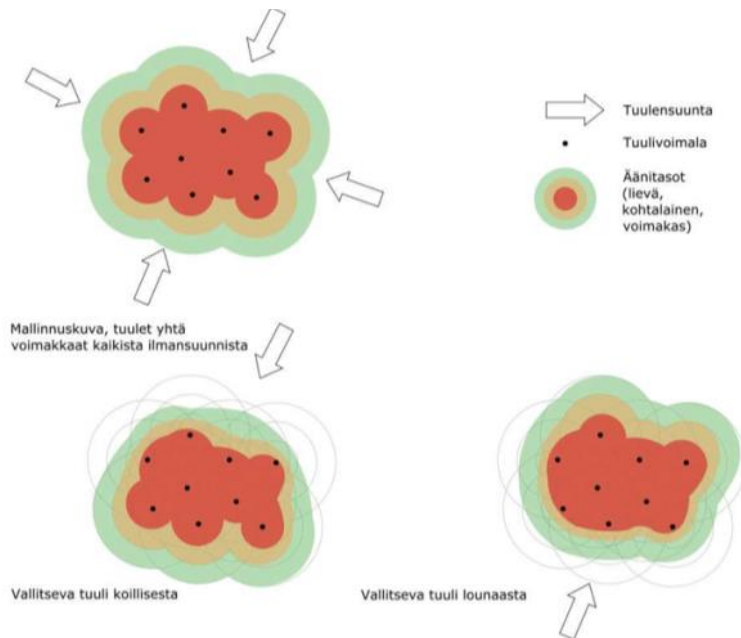 Tuulensuunta
Tuulivoimala
Äänitasot
(lievä,
kohtalainen,
voimakas)
Mallinnuskuva, tuulet yhtä
voimakkaat kaikista ilmansuunnista
Vallitseva tuuli koillisesta
Vallitseva tuuli lounaasta